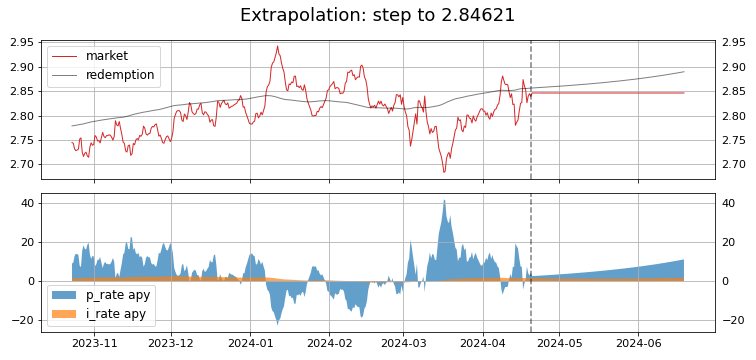 Extrapolation: step to 2.84621
2.95 2.95
market
redemption
2.90 2.90
2.85 2.85
2.80 2.80
2.75 2.75
2.70 2.70
40 40
20 20
0 0
p_rate apy
i_rate apy
−20 −20
2023-11 2023-12 2024-01 2024-02 2024-03 2024-04 2024-05 2024-06